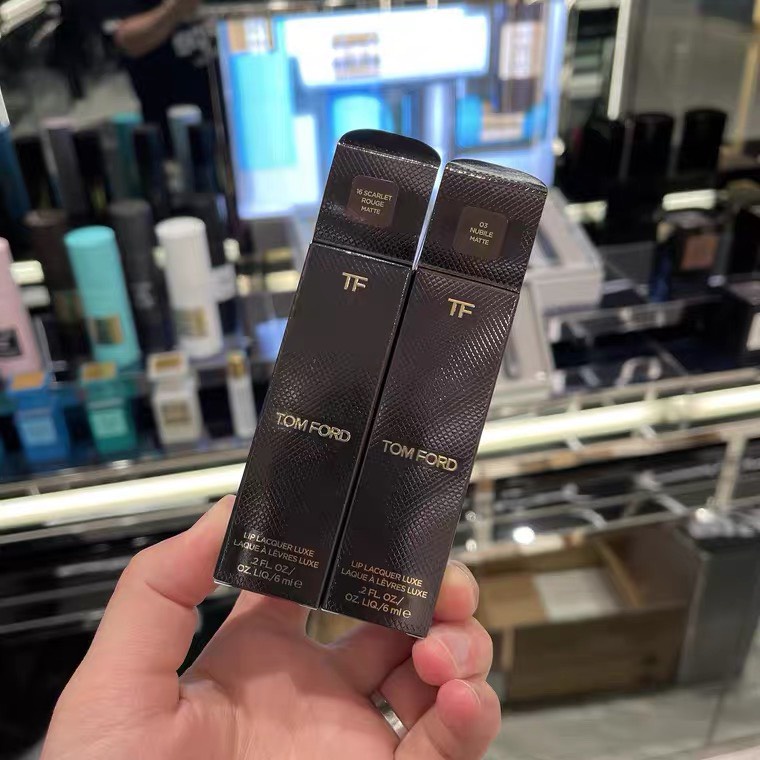 16 SCARLET
ROUGE
MATTE
TF
TOM FORD
LIP LACQUER LUXE
LAQUE À LÈVRES LUXE
.2 FL. OZ./
OZ. LIQ./6 ml e
03
NUBILE
MATTE
TF
TOM FORD
LIP LACQUER LUXE
LAQUE À LÈVRES LUXE
.2 FL. OZ./
OZ. LIQ./6 ml e